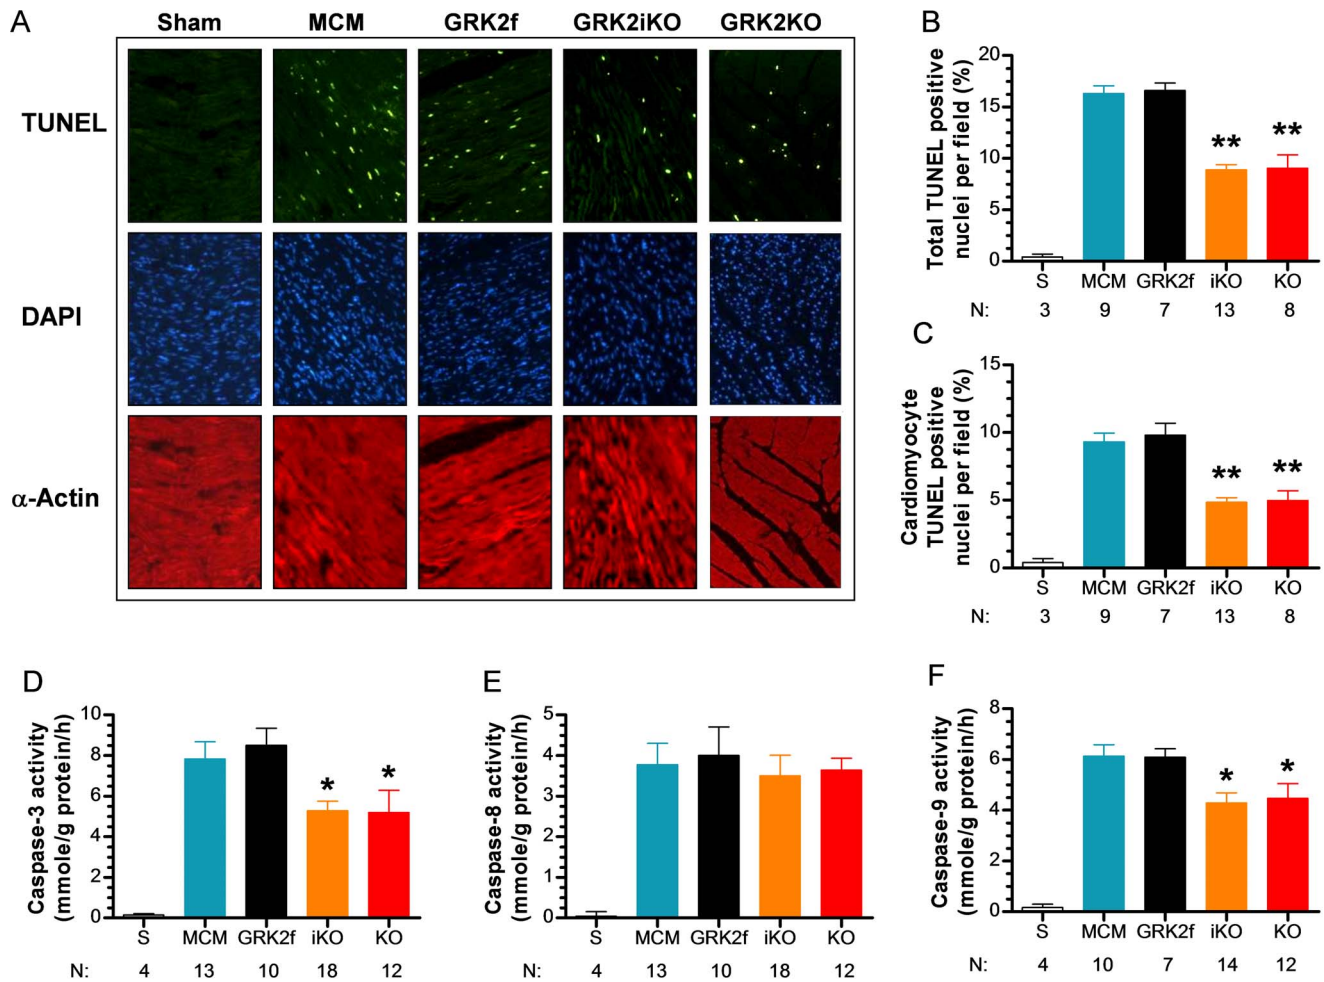 A
Sham MCM GRK2f GRK2iKO GRK2KO
TUNEL
DAPI
α-Actin
B
Total TUNEL positive
nuclei per field (%)
20
15
10
5
0
** **
S MCM GRK2f iKO KO
N: 3 9 7 13 8
C
Cardiomyocyte
TUNEL positive
nuclei per field (%)
15
10
5
0
** **
S MCM GRK2f iKO KO
N: 3 9 7 13 8
D
Caspase-3 activity
(mmole/g protein/h)
10
8
6
4
2
0
* *
S MCM GRK2f iKO KO
N: 4 13 10 18 12
E
Caspase-8 activity
(mmole/g protein/h)
5
4
3
2
1
0
S MCM GRK2f iKO KO
N: 4 13 10 18 12
F
Caspase-9 activity
(mmole/g protein/h)
8
6
4
2
0
* *
S MCM GRK2f iKO KO
N: 4 10 7 14 12